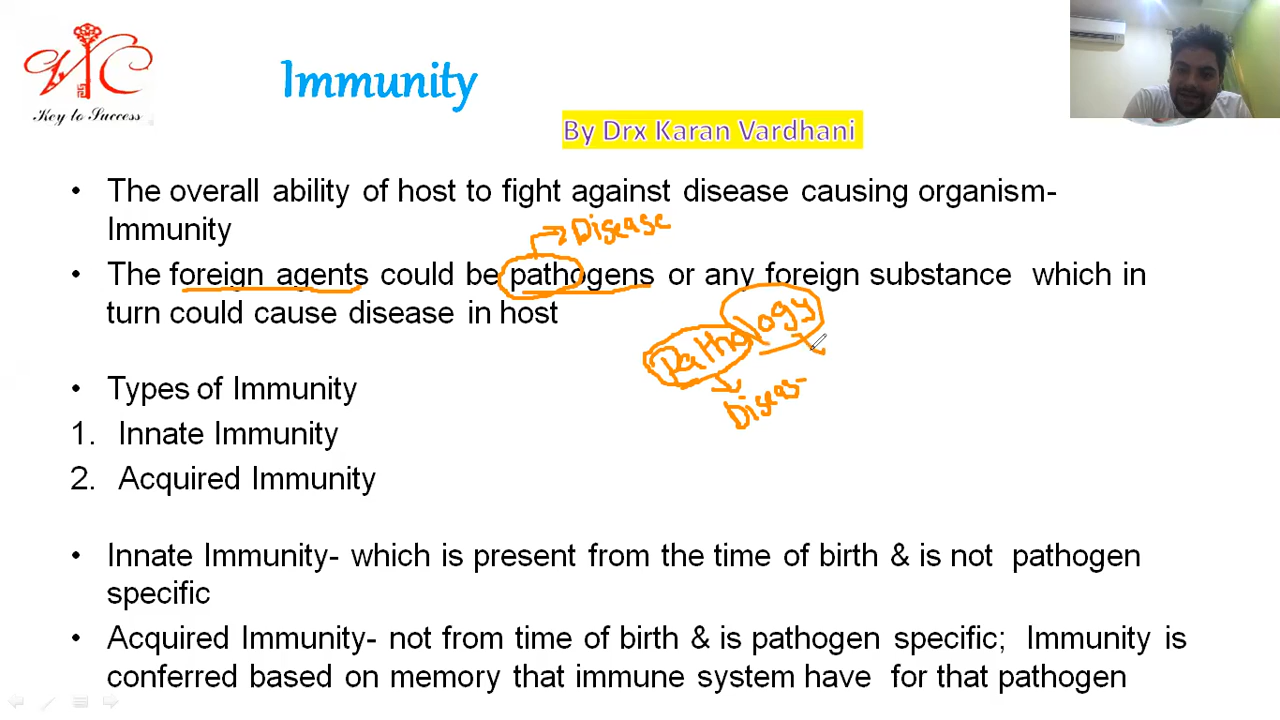 VC
Key to Success
Immunity
By Drx Karan Vardhani
• The overall ability of host to fight against disease causing organism-
Immunity
Disease
• The foreign agents could be pathogens or any foreign substance which in
turn could cause disease in host
Pathology
Diseas-
• Types of Immunity
1. Innate Immunity
2. Acquired Immunity
• Innate Immunity- which is present from the time of birth & is not pathogen
specific
• Acquired Immunity- not from time of birth & is pathogen specific; Immunity is
conferred based on memory that immune system have for that pathogen